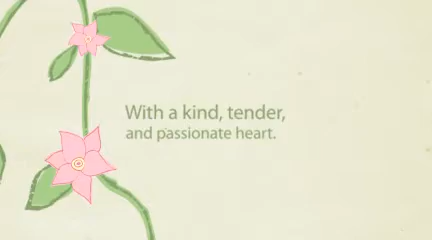 With a kind, tender,
and passionate heart.